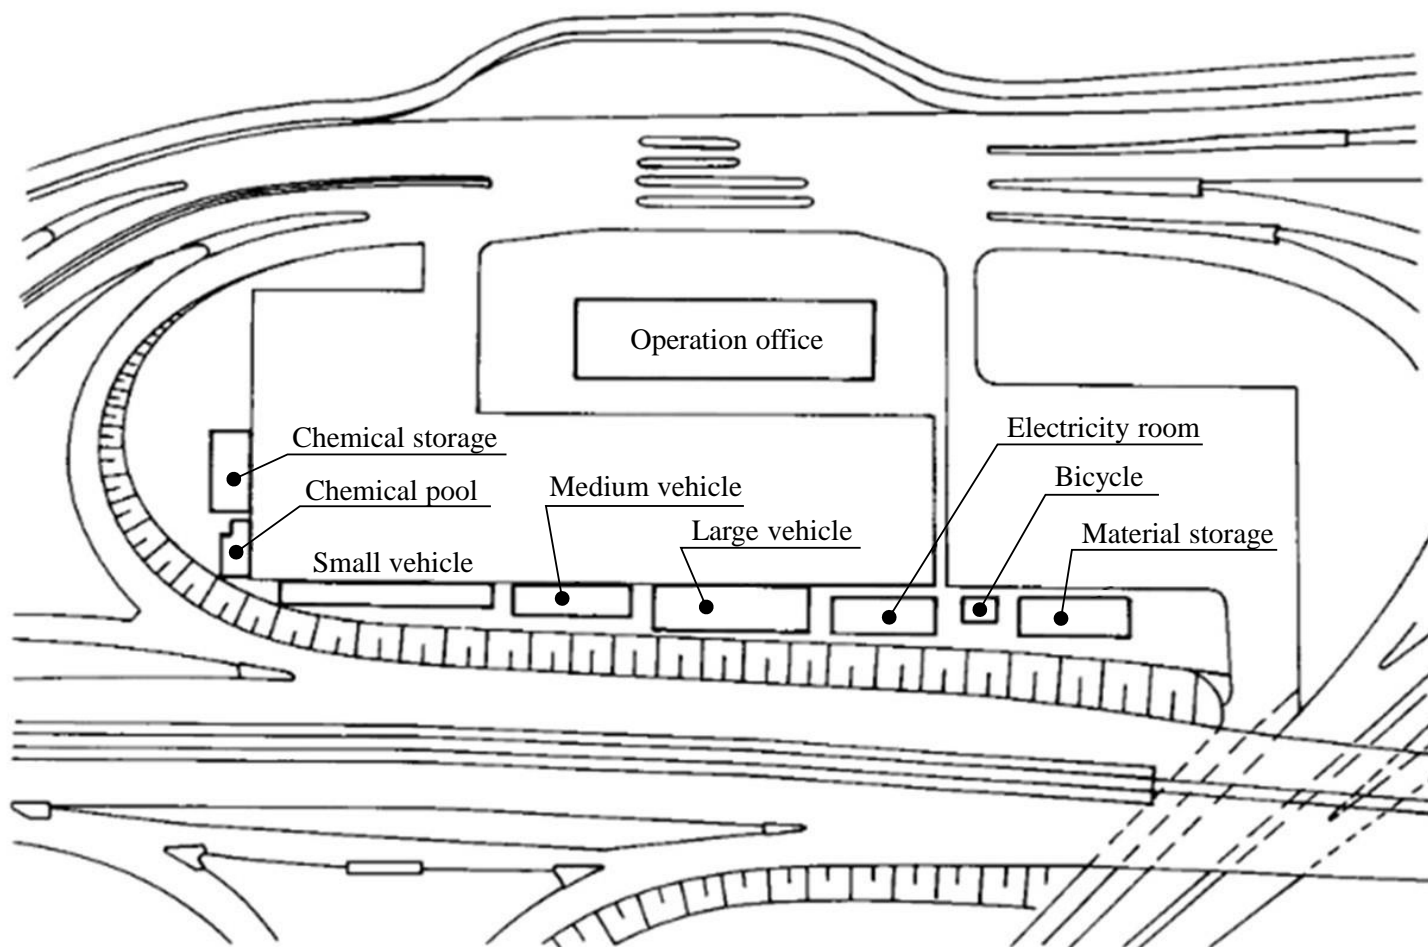 Operation office
Chemical storage
Electricity room
Chemical pool
Medium vehicle
Bicycle
Large vehicle
Material storage
Small vehicle